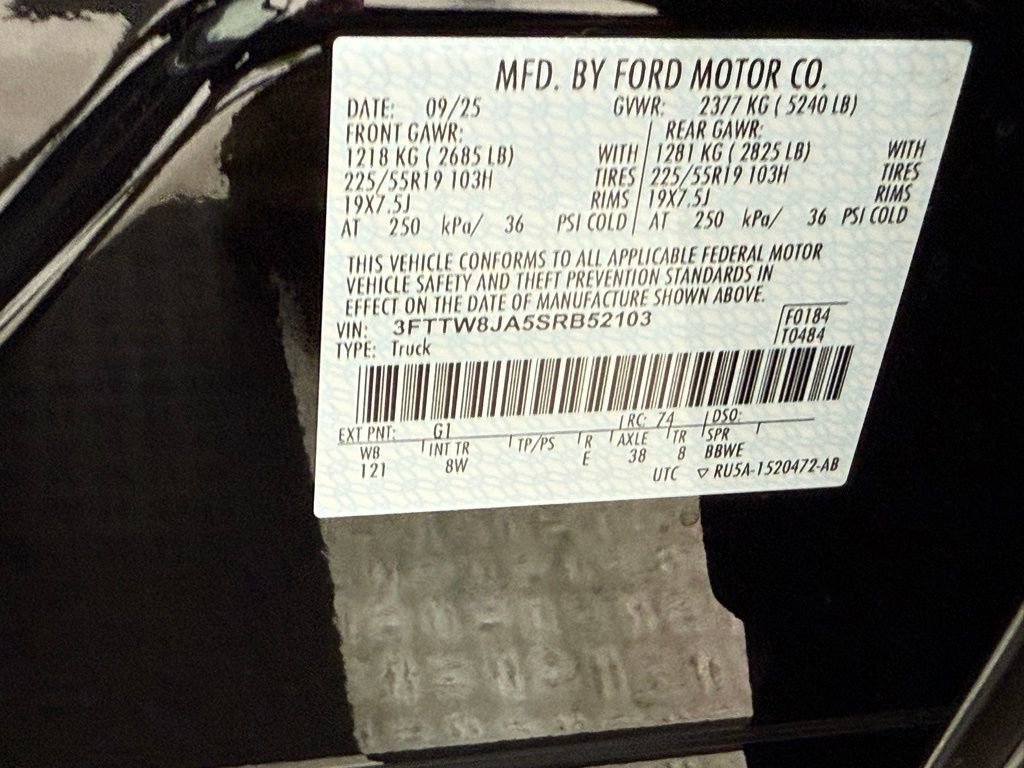 MFD. BY FORD MOTOR CO.
DATE: 09/25 GVWR: 2377 KG ( 5240 LB)
FRONT GAWR: REAR GAWR:
1218 KG ( 2685 LB) WITH 1281 KG ( 2825 LB) WITH
225/55R19 103H TIRES 225/55R19 103H TIRES
19X7.5J RIMS 19X7.5J RIMS
AT 250 kPa/ 36 PSI COLD AT 250 kPa/ 36 PSI COLD
THIS VEHICLE CONFORMS TO ALL APPLICABLE FEDERAL MOTOR
VEHICLE SAFETY AND THEFT PREVENTION STANDARDS IN
EFFECT ON THE DATE OF MANUFACTURE SHOWN ABOVE.
VIN: 3FTTW8JA5SRB52103 F0184
TYPE: Truck T0484
EXT PNT: G1 RC: 74 DSO:
WB INT TR TP/PS R AXLE TR SPR
121 8W E 38 8 BBWE
UTC ▽ RU5A-1520472-AB